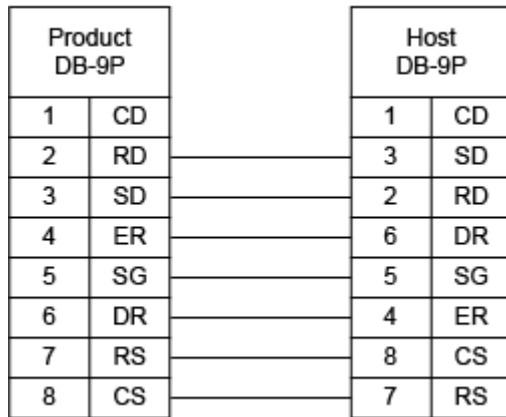 Product Host
DB-9P DB-9P
1 CD 1 CD
2 RD 3 SD
3 SD 2 RD
4 ER 6 DR
5 SG 5 SG
6 DR 4 ER
7 RS 8 CS
8 CS 7 RS